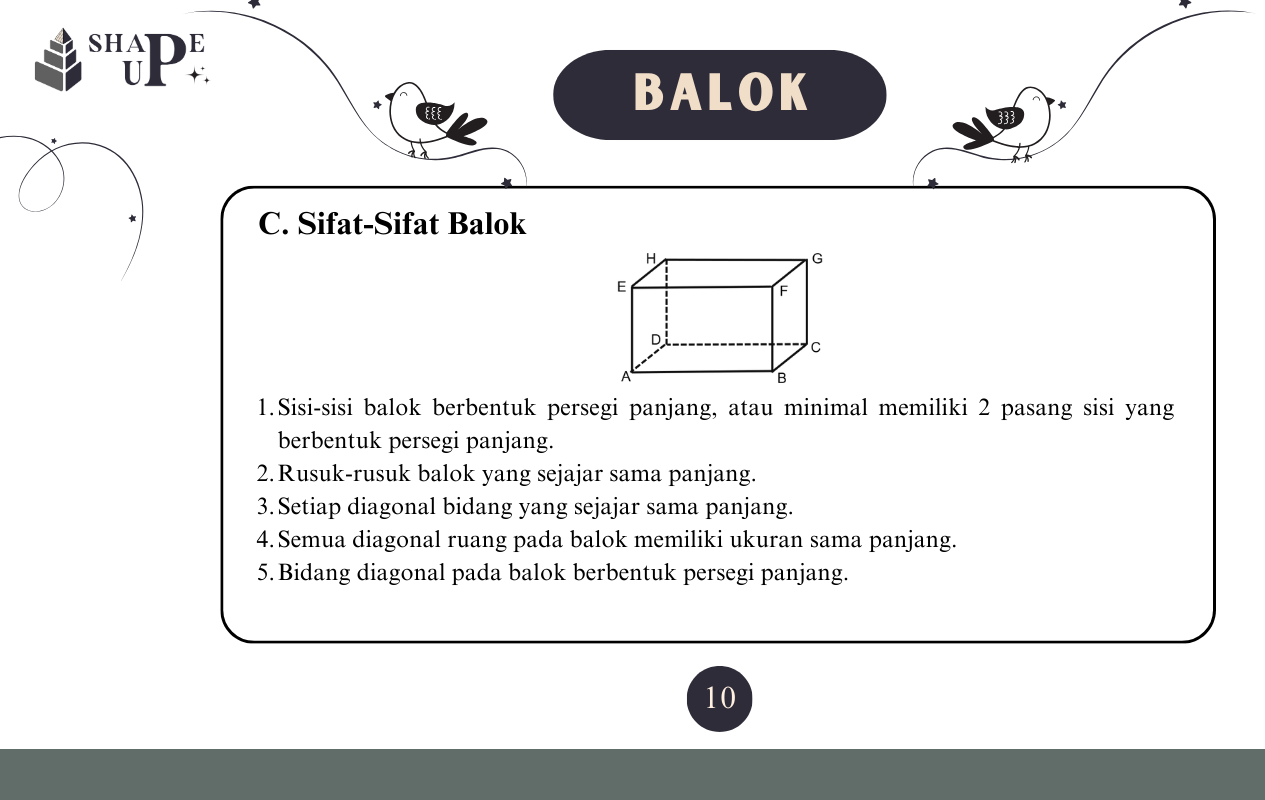 SHAPE
UP
BALOK
C. Sifat-Sifat Balok
H
G
E
F
D
C
A
B
1. Sisi-sisi balok berbentuk persegi panjang, atau minimal memiliki 2 pasang sisi yang
berbentuk persegi panjang.
2. Rusuk-rusuk balok yang sejajar sama panjang.
3. Setiap diagonal bidang yang sejajar sama panjang.
4. Semua diagonal ruang pada balok memiliki ukuran sama panjang.
5. Bidang diagonal pada balok berbentuk persegi panjang.
10